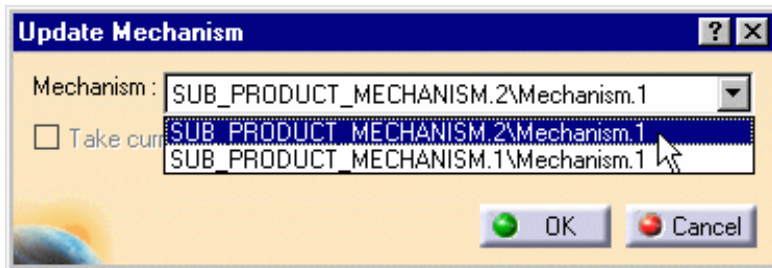 Update Mechanism
Mechanism : SUB_PRODUCT_MECHANISM.2\Mechanism.1
Take curr
SUB_PRODUCT_MECHANISM.2\Mechanism.1
SUB_PRODUCT_MECHANISM.1\Mechanism.1
OK Cancel